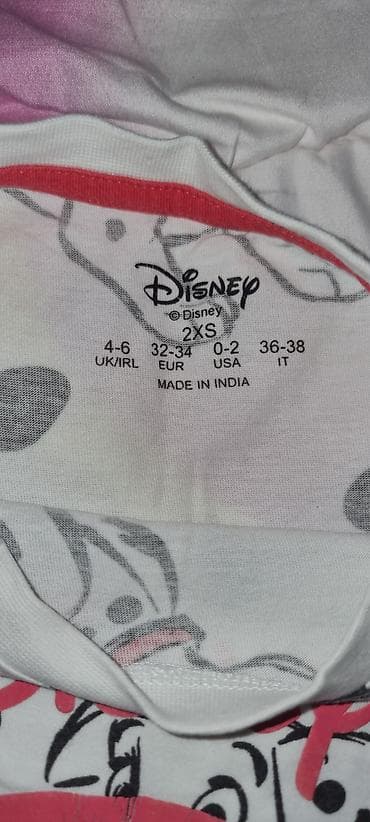 Disney
© Disney
2XS
4-6 32-34 0-2 36-38
UK/IRL EUR USA IT
MADE IN INDIA